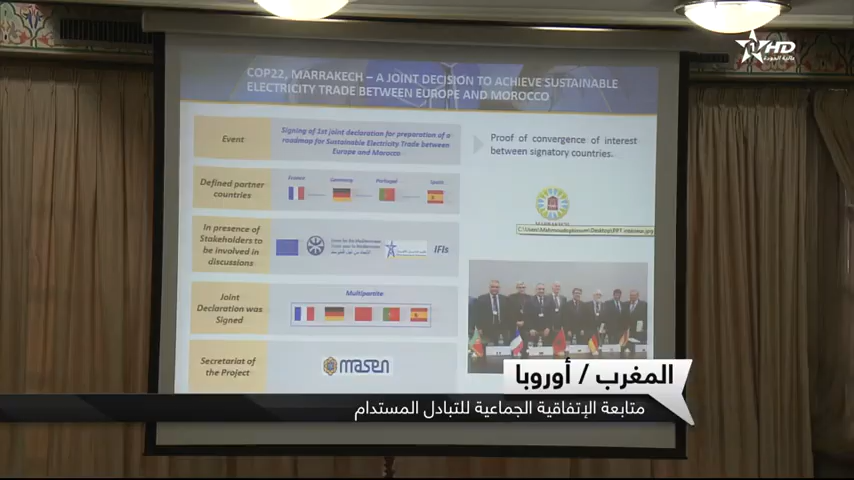 HD
عالية الجودة
COP22, MARRAKECH – A JOINT DECISION TO ACHIEVE SUSTAINABLE
ELECTRICITY TRADE BETWEEN EUROPE AND MOROCCO
Event
Signing of 1st joint declaration for preparation of a
roadmap for Sustainable Electricity Trade between
Europe and Morocco
Proof of convergence of interest
between signatory countries.
Defined partner
countries
France
Germany
Portugal
Spain
In presence of
Stakeholders to
be involved in
discussions
IFIs
Joint
Declaration was
Signed
Multipartite
Secretariat of
the Project
masen
المغرب / أوروبا
متابعة الإتفاقية الجماعية للتبادل المستدام